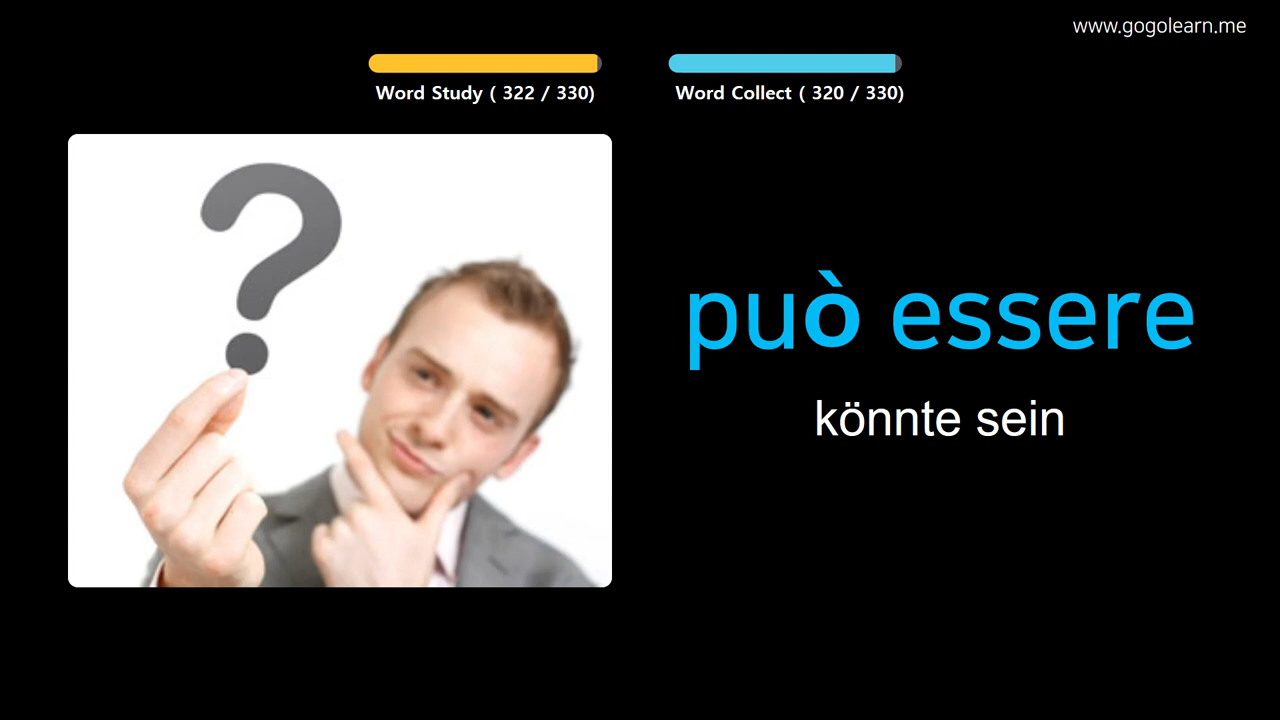 www.gogolearn.me
Word Study ( 322 / 330)
Word Collect ( 320 / 330)
può essere
könnte sein